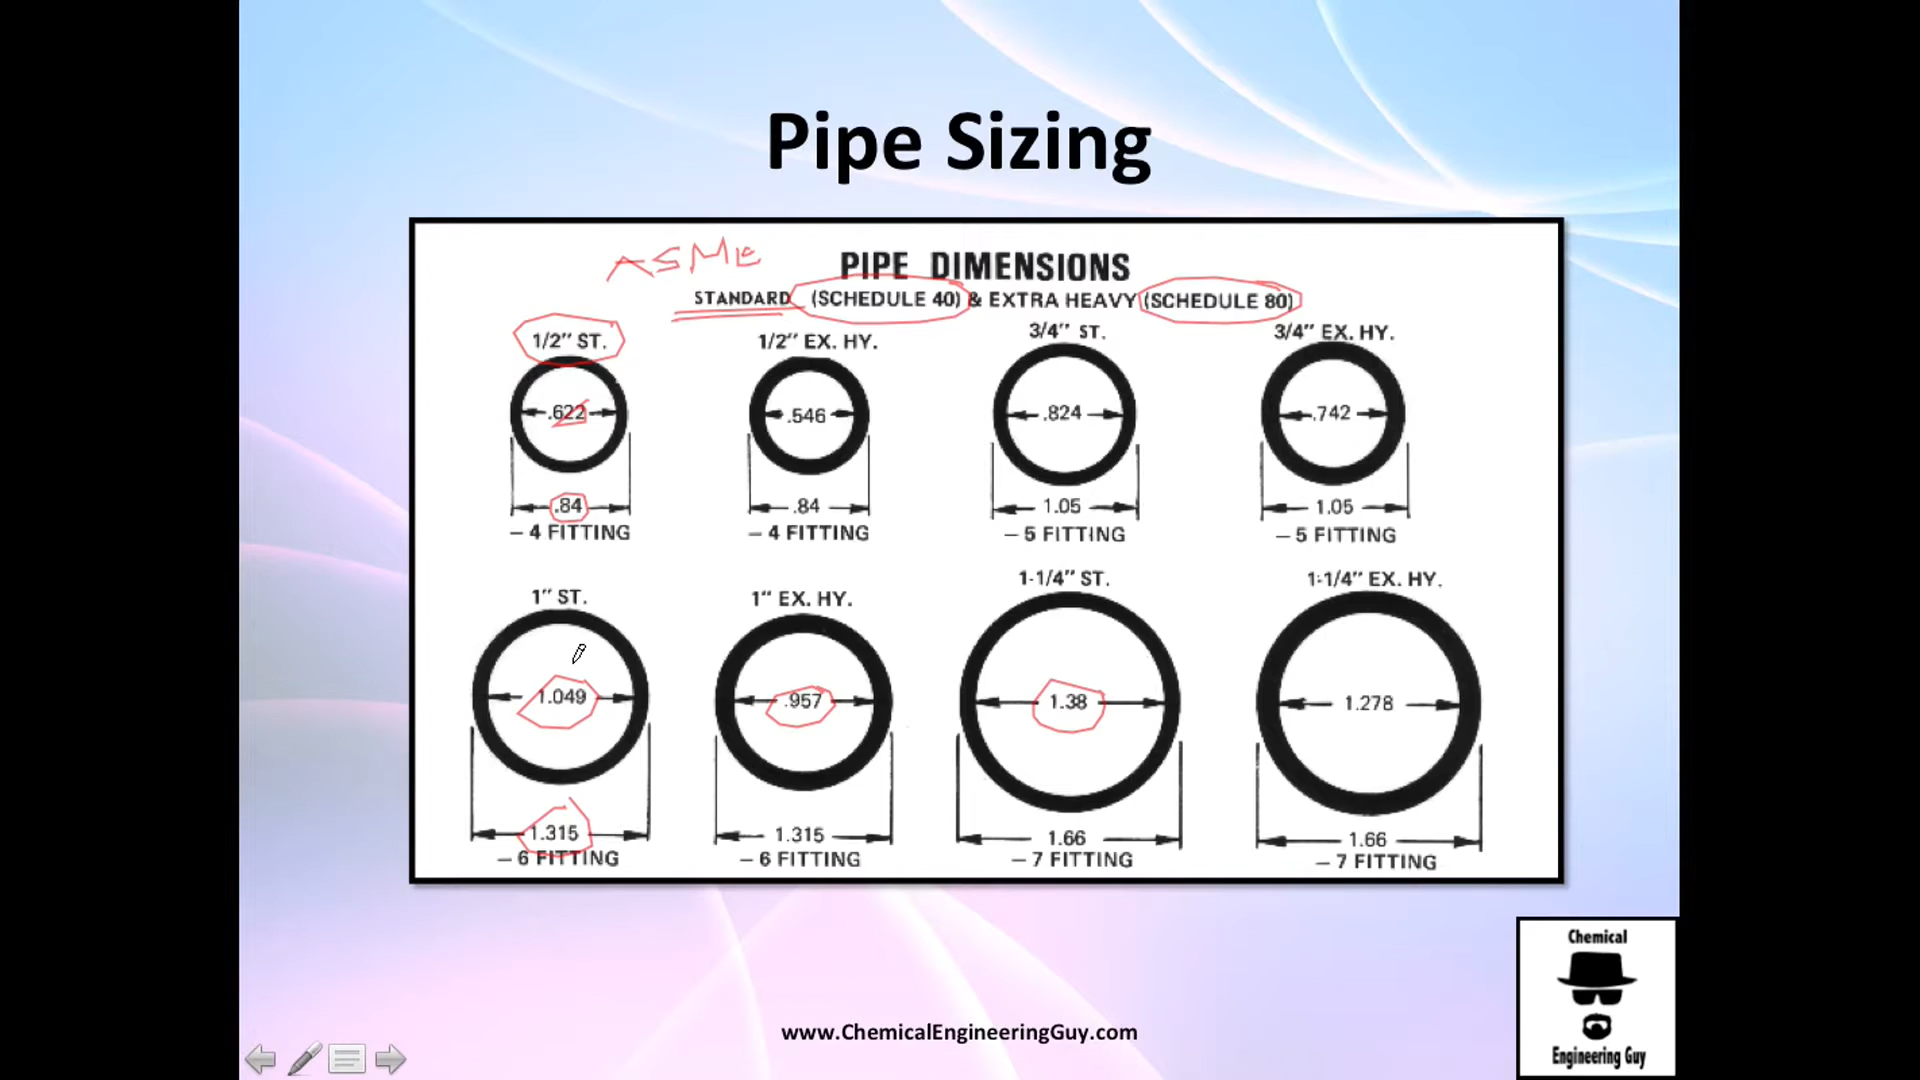 Pipe Sizing
ASME
PIPE DIMENSIONS
STANDARD (SCHEDULE 40) & EXTRA HEAVY (SCHEDULE 80)
1/2" ST.
1/2" EX. HY.
3/4" ST.
3/4" EX. HY.
.622
.546
.824
.742
.84
.84
1.05
1.05
– 4 FITTING
– 4 FITTING
– 5 FITTING
– 5 FITTING
1" ST.
1" EX. HY.
1-1/4" ST.
1-1/4" EX. HY.
1.049
.957
1.38
1.278
1.315
1.315
1.66
1.66
– 6 FITTING
– 6 FITTING
– 7 FITTING
– 7 FITTING
Chemical
Engineering Guy
www.ChemicalEngineeringGuy.com